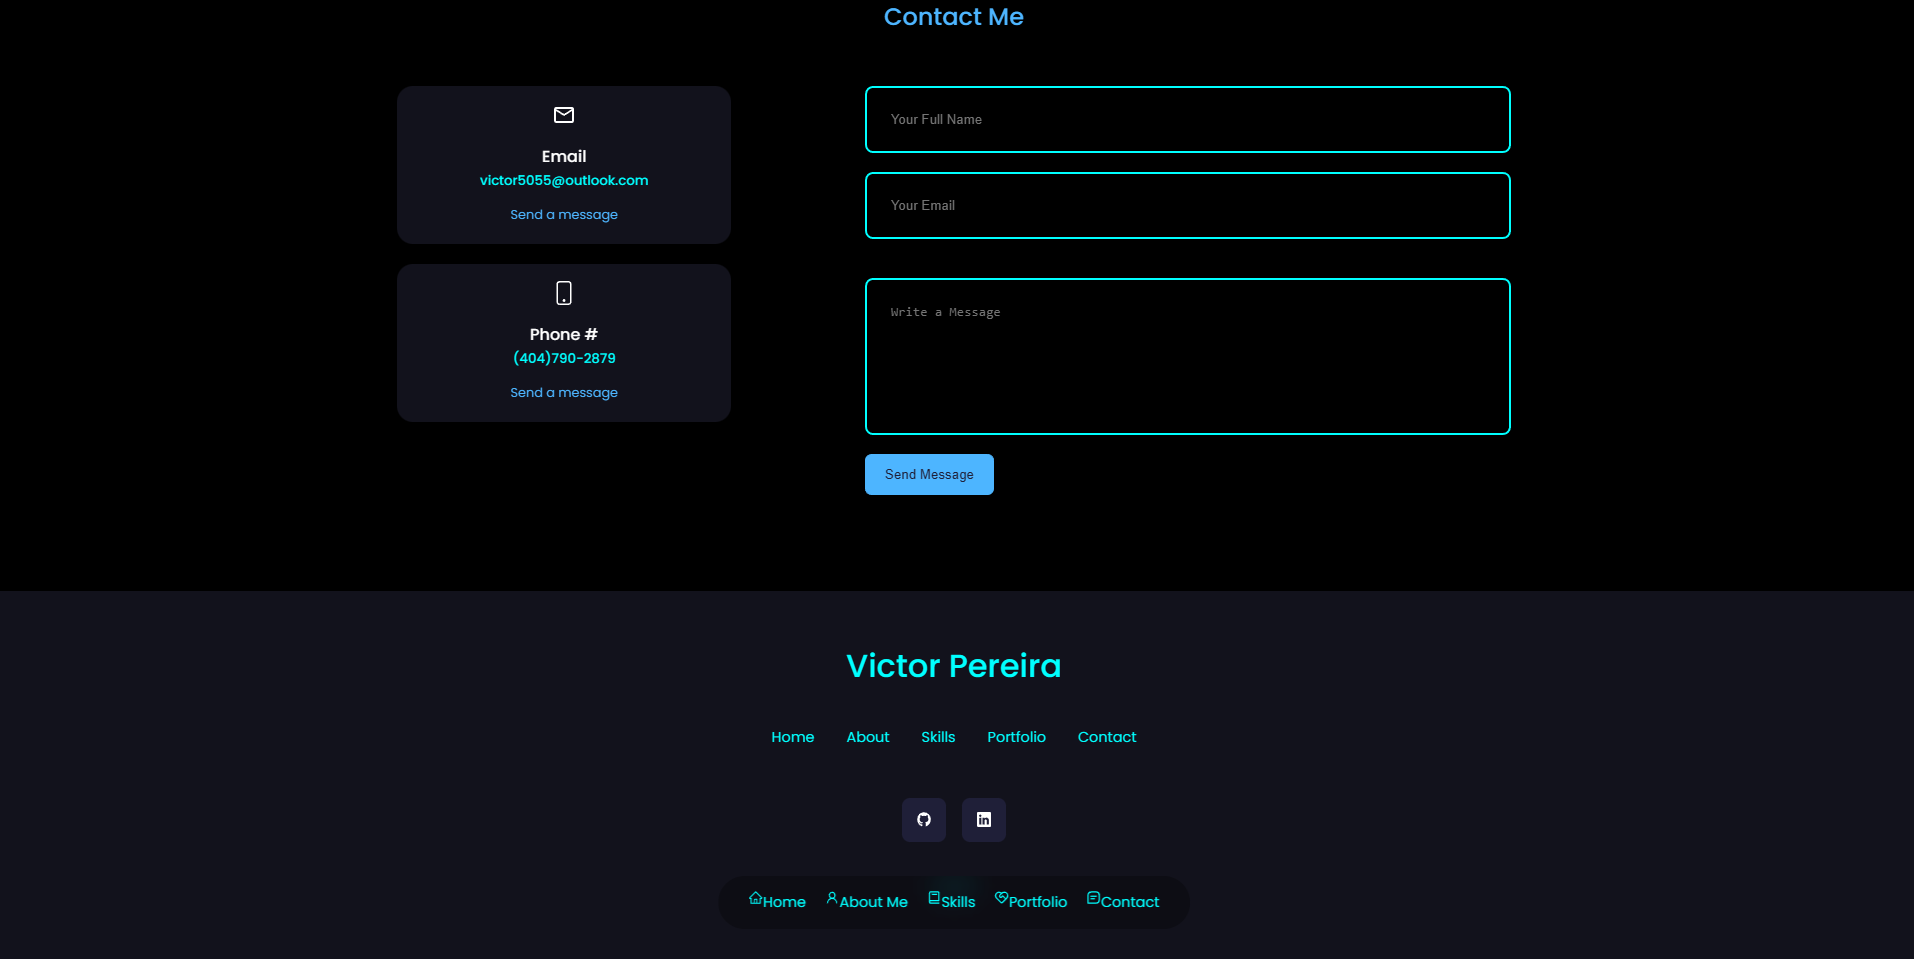 Contact Me
Email
victor5055@outlook.com
Send a message
Phone #
(404)790-2879
Send a message
Your Full Name
Your Email
Write a Message
Send Message
Victor Pereira
Home About Skills Portfolio Contact
Home About Me Skills Portfolio Contact